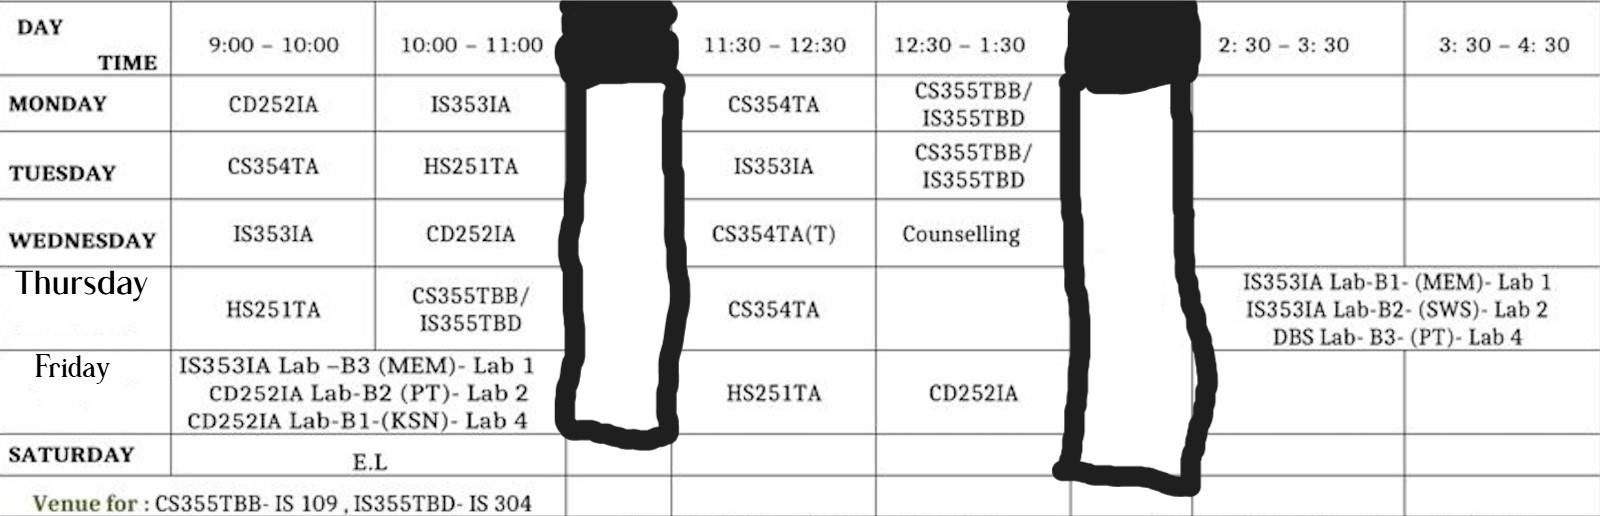 DAY
TIME
9:00 – 10:00 10:00 – 11:00 11:30 – 12:30 12:30 – 1:30 2: 30 – 3: 30 3: 30 – 4: 30
MONDAY CD252IA IS353IA CS354TA CS355TBB/
IS355TBD
TUESDAY CS354TA HS251TA IS353IA CS355TBB/
IS355TBD
WEDNESDAY IS353IA CD252IA CS354TA(T) Counselling
Thursday HS251TA CS355TBB/
IS355TBD
CS354TA
IS353IA Lab-B1- (MEM)- Lab 1
IS353IA Lab-B2- (SWS)- Lab 2
DBS Lab- B3- (PT)- Lab 4
Friday
IS353IA Lab –B3 (MEM)- Lab 1
CD252IA Lab-B2 (PT)- Lab 2
CD252IA Lab-B1-(KSN)- Lab 4
HS251TA CD252IA
SATURDAY E.L
Venue for : CS355TBB- IS 109 , IS355TBD- IS 304